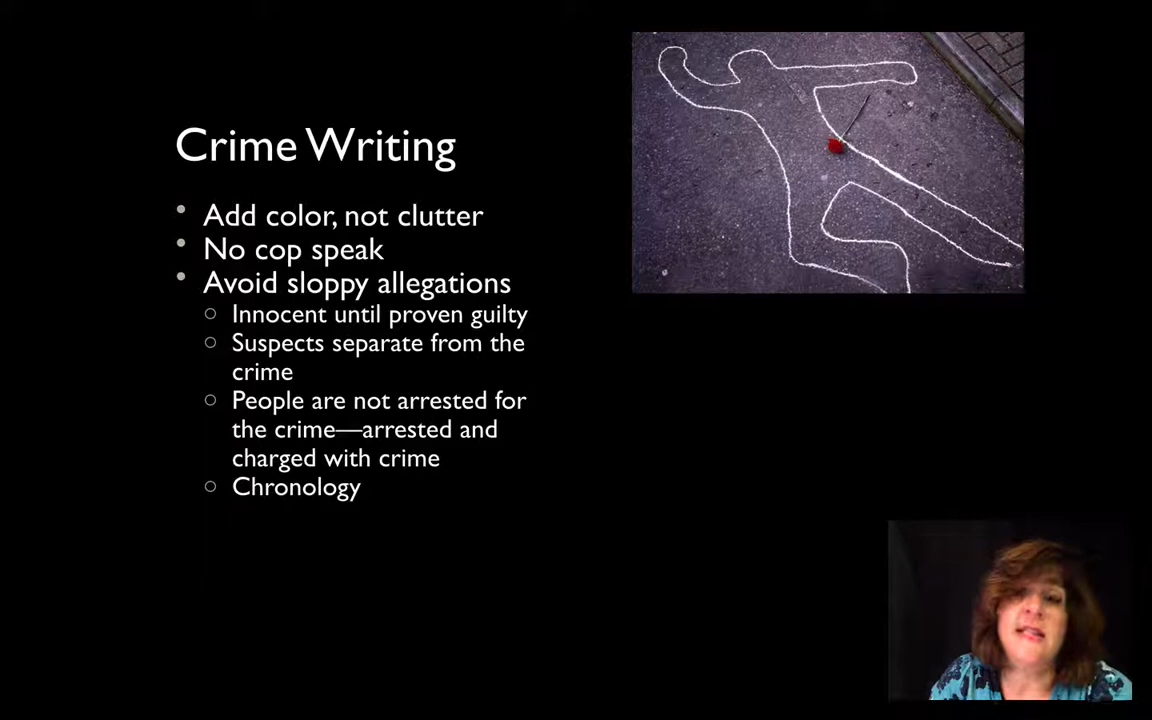 Crime Writing
• Add color, not clutter
• No cop speak
• Avoid sloppy allegations
○ Innocent until proven guilty
○ Suspects separate from the
crime
○ People are not arrested for
the crime—arrested and
charged with crime
○ Chronology